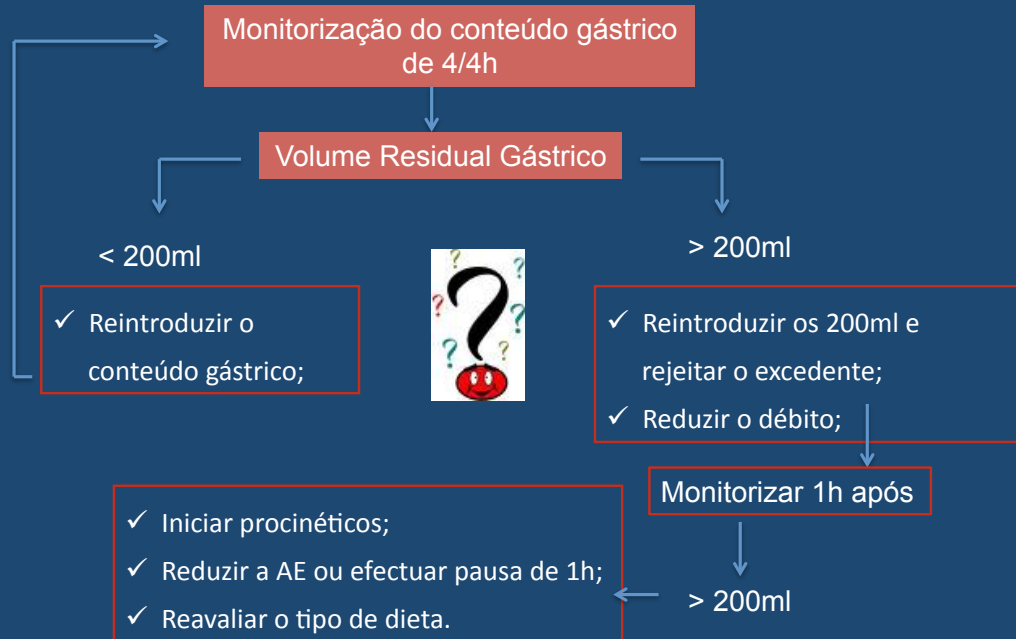 Monitorização do conteúdo gástrico
de 4/4h
Volume Residual Gástrico
< 200ml
> 200ml
✓ Reintroduzir o
conteúdo gástrico;
✓ Reintroduzir os 200ml e
rejeitar o excedente;
✓ Reduzir o débito;
Monitorizar 1h após
> 200ml
✓ Iniciar procinéticos;
✓ Reduzir a AE ou efectuar pausa de 1h;
✓ Reavaliar o tipo de dieta.